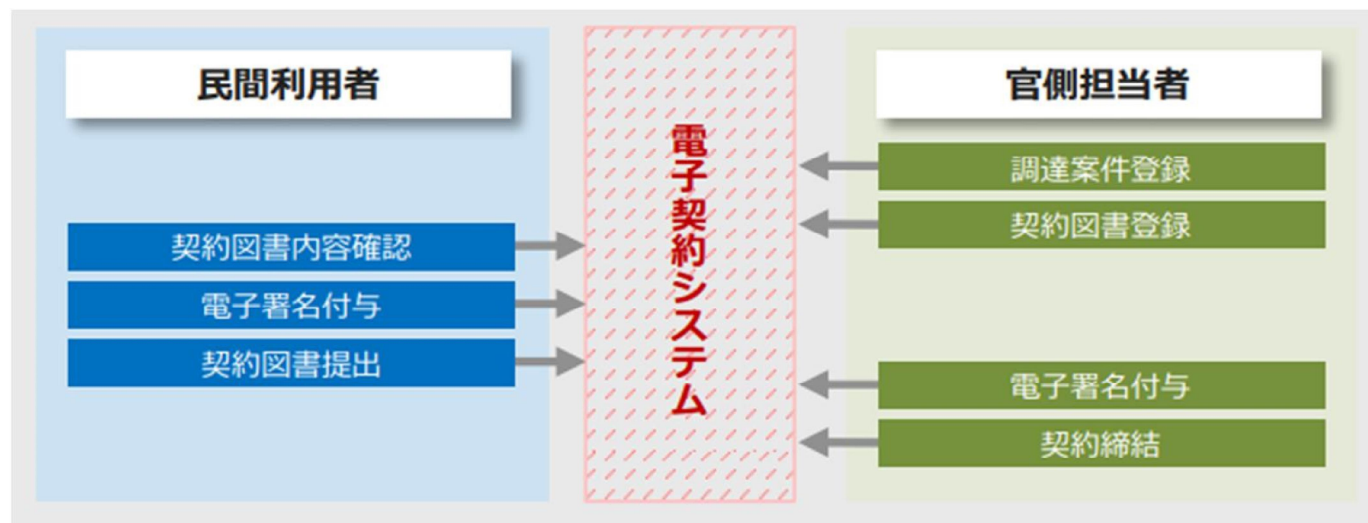 民間利用者
契約図書内容確認
電子署名付与
契約図書提出
電子契約システム
官側担当者
調達案件登録
契約図書登録
電子署名付与
契約締結